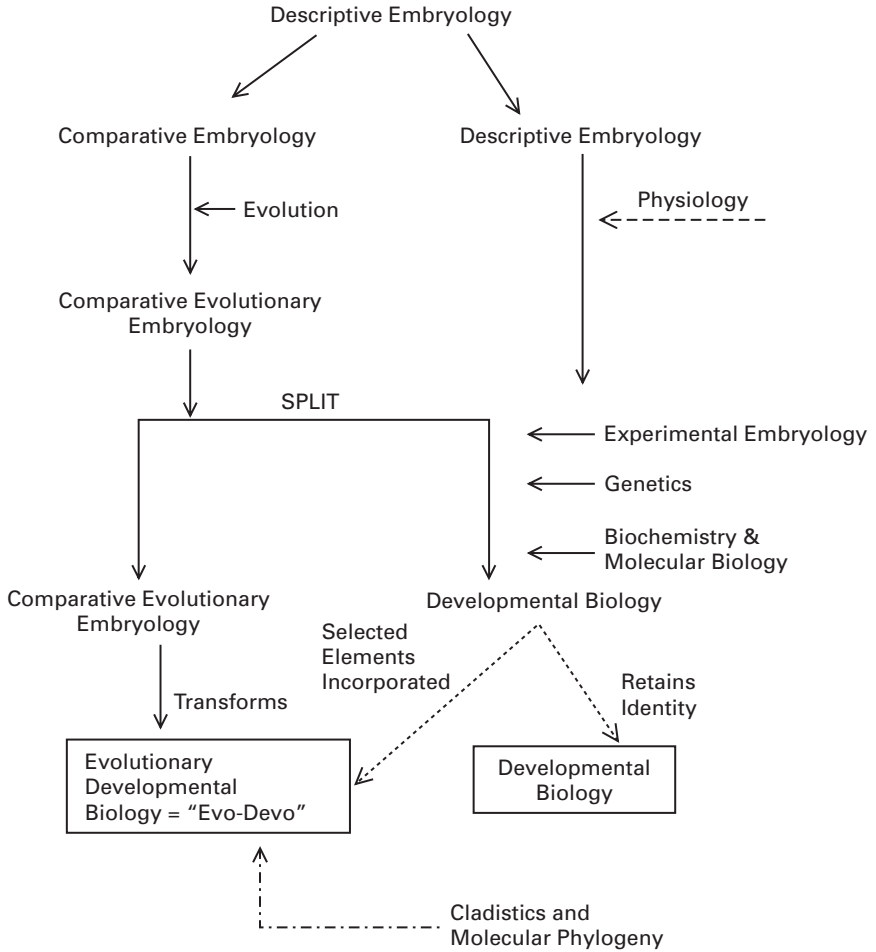 Descriptive Embryology
Comparative Embryology
Descriptive Embryology
Evolution
Physiology
Comparative Evolutionary
Embryology
SPLIT
Experimental Embryology
Genetics
Biochemistry &
Molecular Biology
Comparative Evolutionary
Embryology
Developmental Biology
Selected
Elements
Incorporated
Transforms
Retains
Identity
Evolutionary
Developmental
Biology = “Evo-Devo”
Developmental
Biology
Cladistics and
Molecular Phylogeny